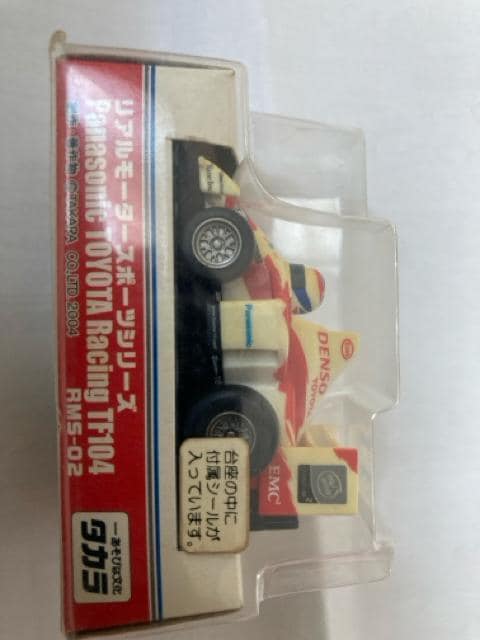 リアルモータースポーツシリーズ
Panasonic TOYOTA Racing TF104
RMS-02
©TAKARA CO.,LTD. 2004
タカラ
台座の中に
付属シールが
入っています。
Panasonic
DENSO
TOYOTA
EMC